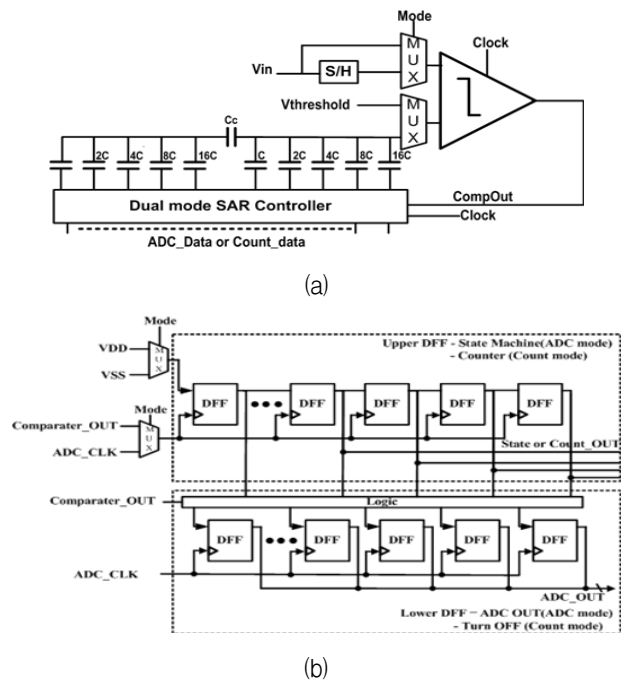 Mode
MUX
Clock
Vin
S/H
Vthreshold
MUX
Cc
2C
4C
8C
16C
C
2C
4C
8C
16C
Dual mode SAR Controller
CompOut
Clock
ADC_Data or Count_data
(a)
Mode
VDD
MUX
VSS
Upper DFF - State Machine(ADC mode)
- Counter (Count mode)
Mode
DFF
DFF
DFF
DFF
DFF
Comparater_OUT
MUX
ADC_CLK
State or Count_OUT
Comparater_OUT
Logic
DFF
DFF
DFF
DFF
DFF
ADC_CLK
ADC_OUT
Lower DFF - ADC OUT(ADC mode)
- Turn OFF (Count mode)
(b)